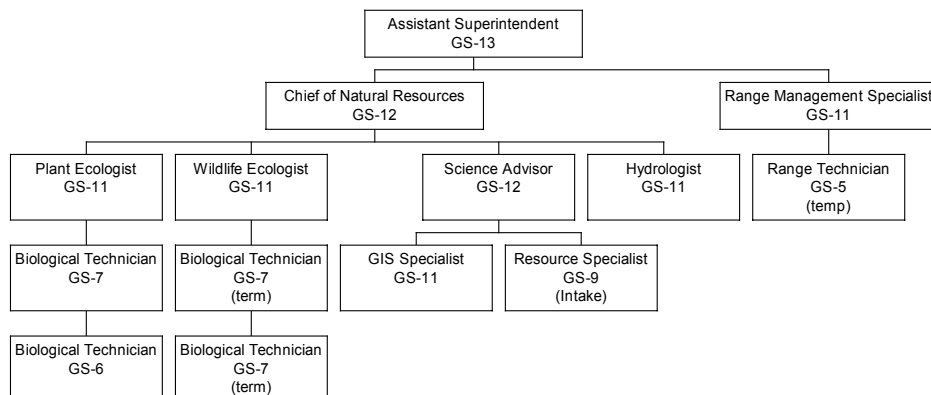 Assistant Superintendent
GS-13
Chief of Natural Resources
GS-12
Range Management Specialist
GS-11
Plant Ecologist
GS-11
Wildlife Ecologist
GS-11
Science Advisor
GS-12
Hydrologist
GS-11
Range Technician
GS-5
(temp)
Biological Technician
GS-7
Biological Technician
GS-7
(term)
GIS Specialist
GS-11
Resource Specialist
GS-9
(Intake)
Biological Technician
GS-6
Biological Technician
GS-7
(term)